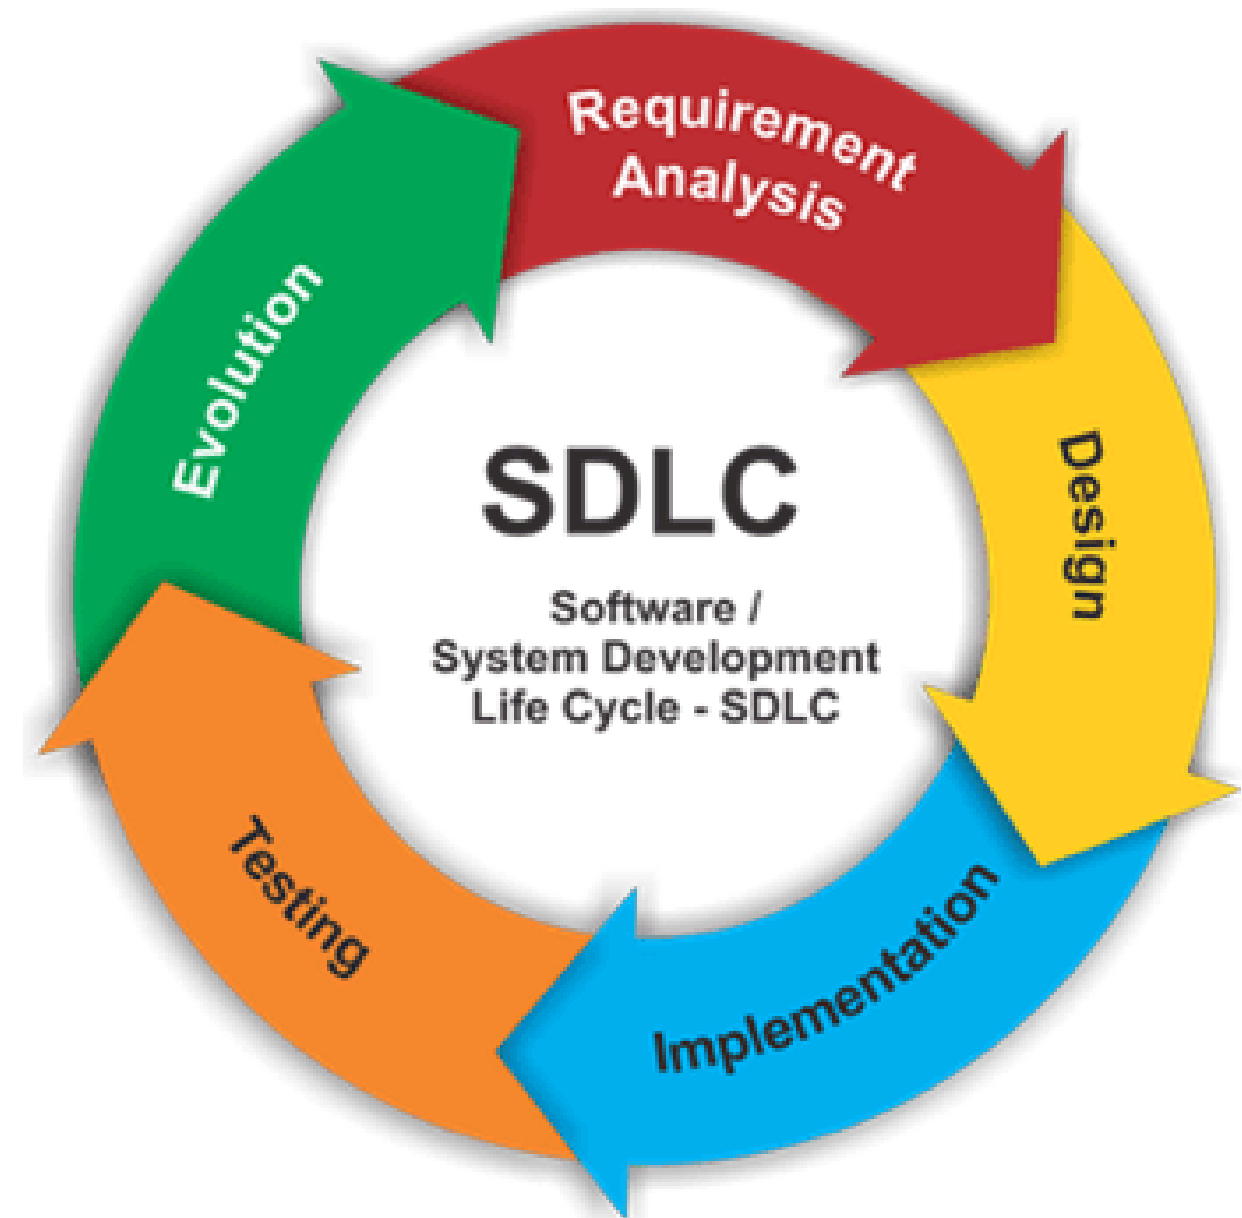 Requirement
Analysis
Design
Implementation
Testing
Evolution
SDLC
Software /
System Development
Life Cycle - SDLC